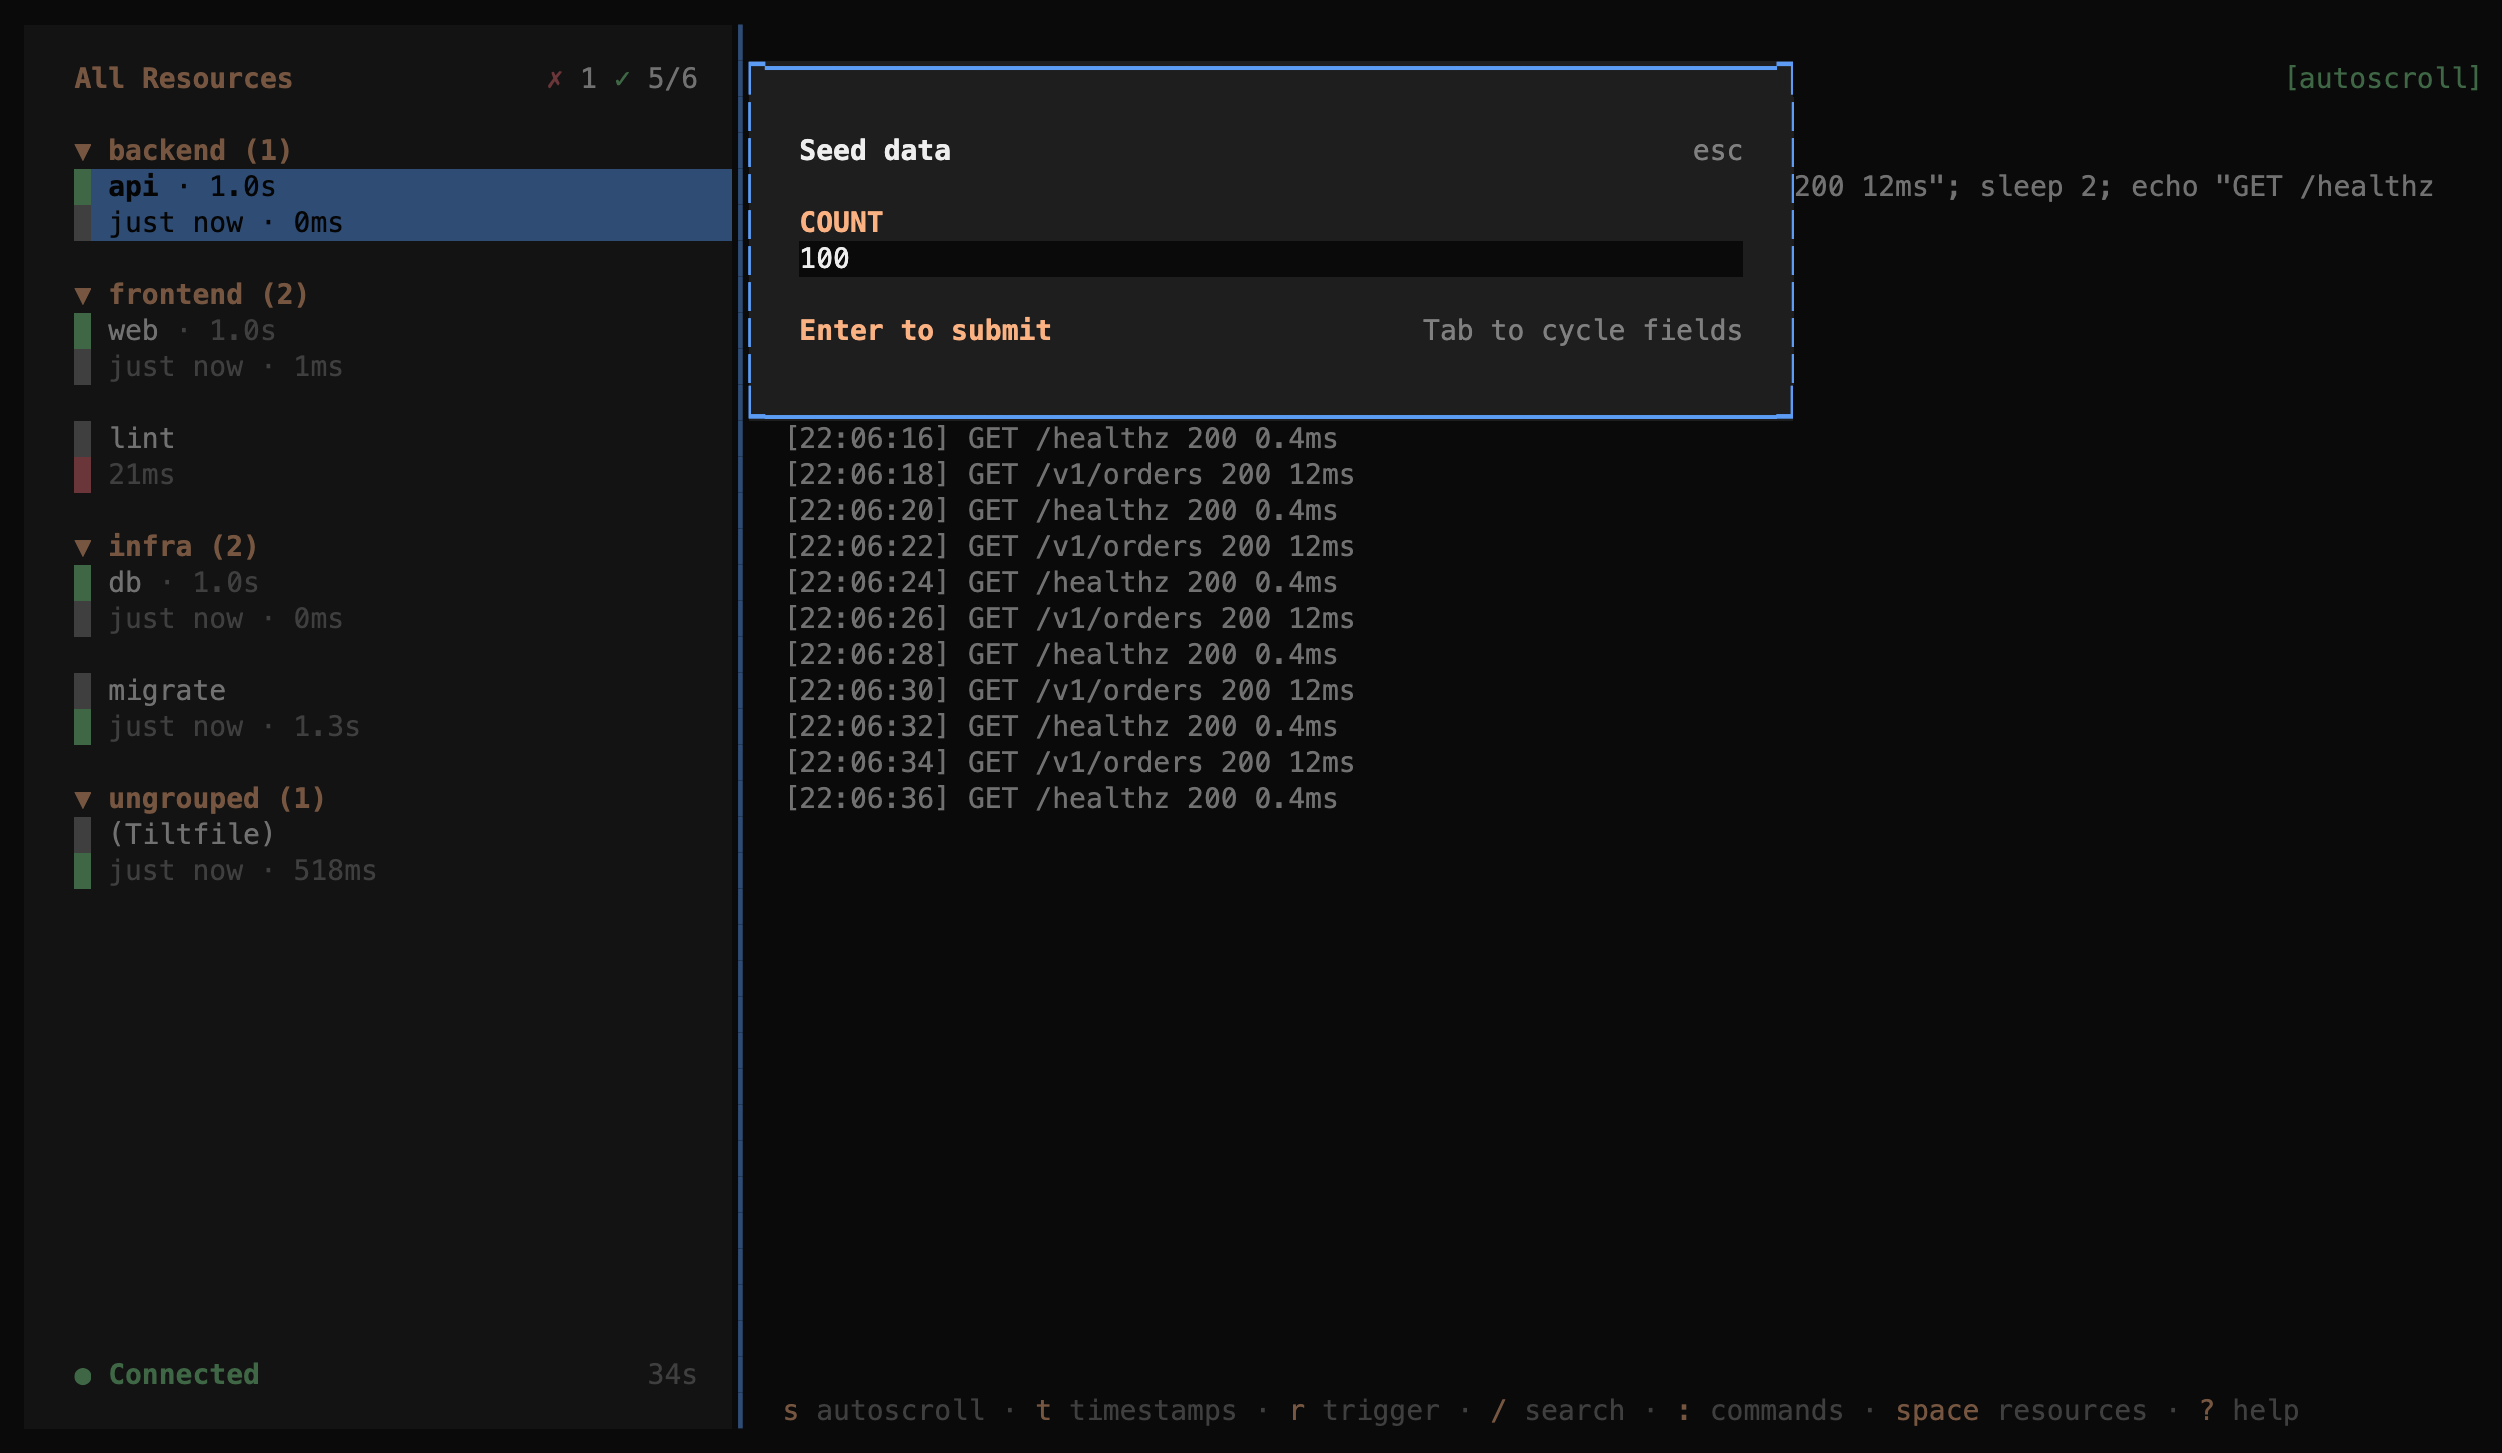 All Resources ✗ 1 ✓ 5/6
▼ backend (1)
api · 1.0s
just now · 0ms
▼ frontend (2)
web · 1.0s
just now · 1ms
lint
21ms
▼ infra (2)
db · 1.0s
just now · 0ms
migrate
just now · 1.3s
▼ ungrouped (1)
(Tiltfile)
just now · 518ms
● Connected 34s
[autoscroll]
Seed data esc
200 12ms"; sleep 2; echo "GET /healthz
COUNT
100
Enter to submit Tab to cycle fields
[22:06:16] GET /healthz 200 0.4ms
[22:06:18] GET /v1/orders 200 12ms
[22:06:20] GET /healthz 200 0.4ms
[22:06:22] GET /v1/orders 200 12ms
[22:06:24] GET /healthz 200 0.4ms
[22:06:26] GET /v1/orders 200 12ms
[22:06:28] GET /healthz 200 0.4ms
[22:06:30] GET /v1/orders 200 12ms
[22:06:32] GET /healthz 200 0.4ms
[22:06:34] GET /v1/orders 200 12ms
[22:06:36] GET /healthz 200 0.4ms
s autoscroll · t timestamps · r trigger · / search · : commands · space resources · ? help